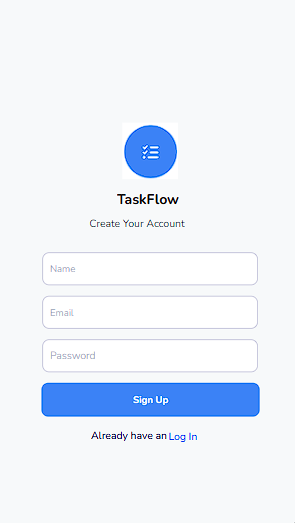 TaskFlow
Create Your Account
Name
Email
Password
Sign Up
Already have an Log In